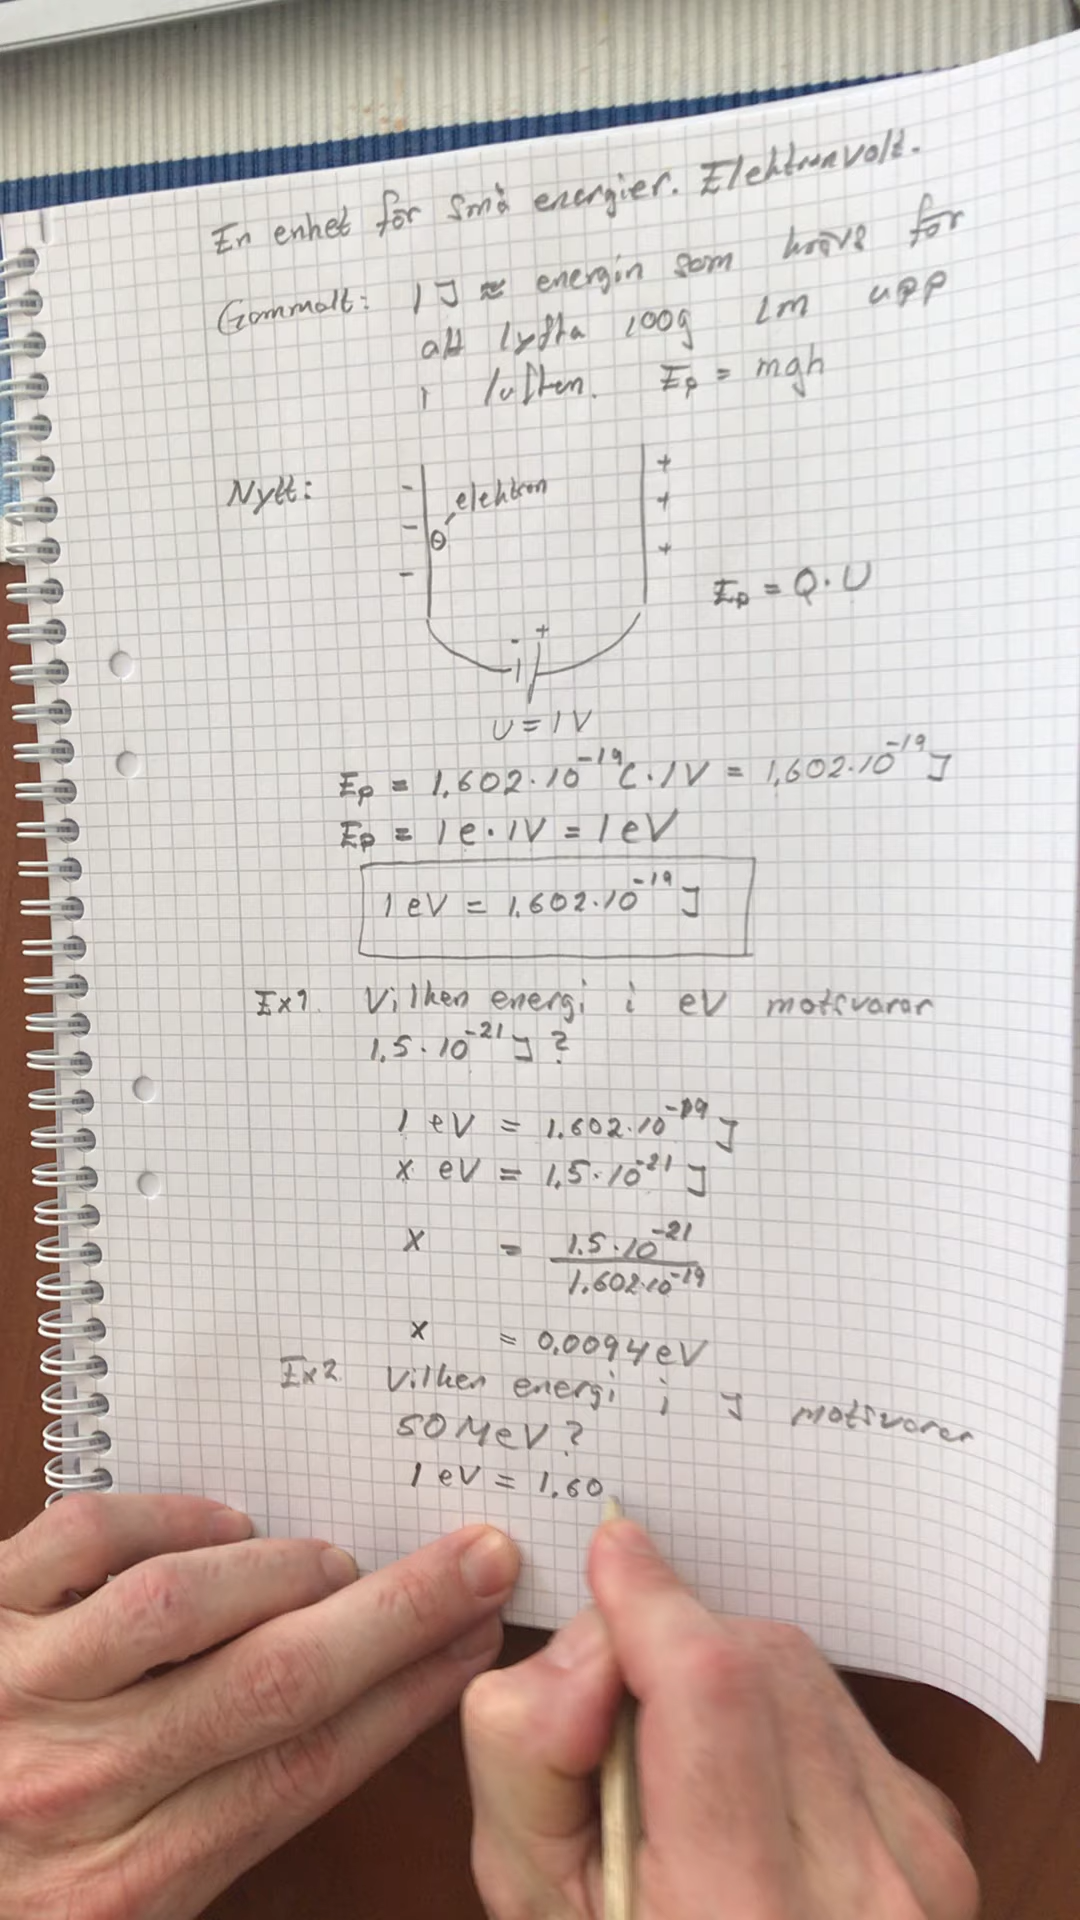 En enhet för små energier. Elektronvolt.
Gammalt: 1 J ≈ energin som krävs för
att lyfta 100g 1m upp
i luften. Ep = mgh
Nytt:
- elektron +
- ⊖ +
- +
Ep = Q·U
- +
U = 1V
Ep = 1,602·10⁻¹⁹C·1V = 1,602·10⁻¹⁹J
Ep = 1e·1V = 1eV
1 eV = 1,602·10⁻¹⁹ J
Ex1. Vilken energi i eV motsvarar
1,5·10⁻²¹ J?
1 eV = 1,602·10⁻¹⁹ J
x eV = 1,5·10⁻²¹ J
x = 1,5·10⁻²¹
1,602·10⁻¹⁹
x = 0,0094 eV
Ex2. Vilken energi i J motsvarar
50 MeV?
1 eV = 1,60